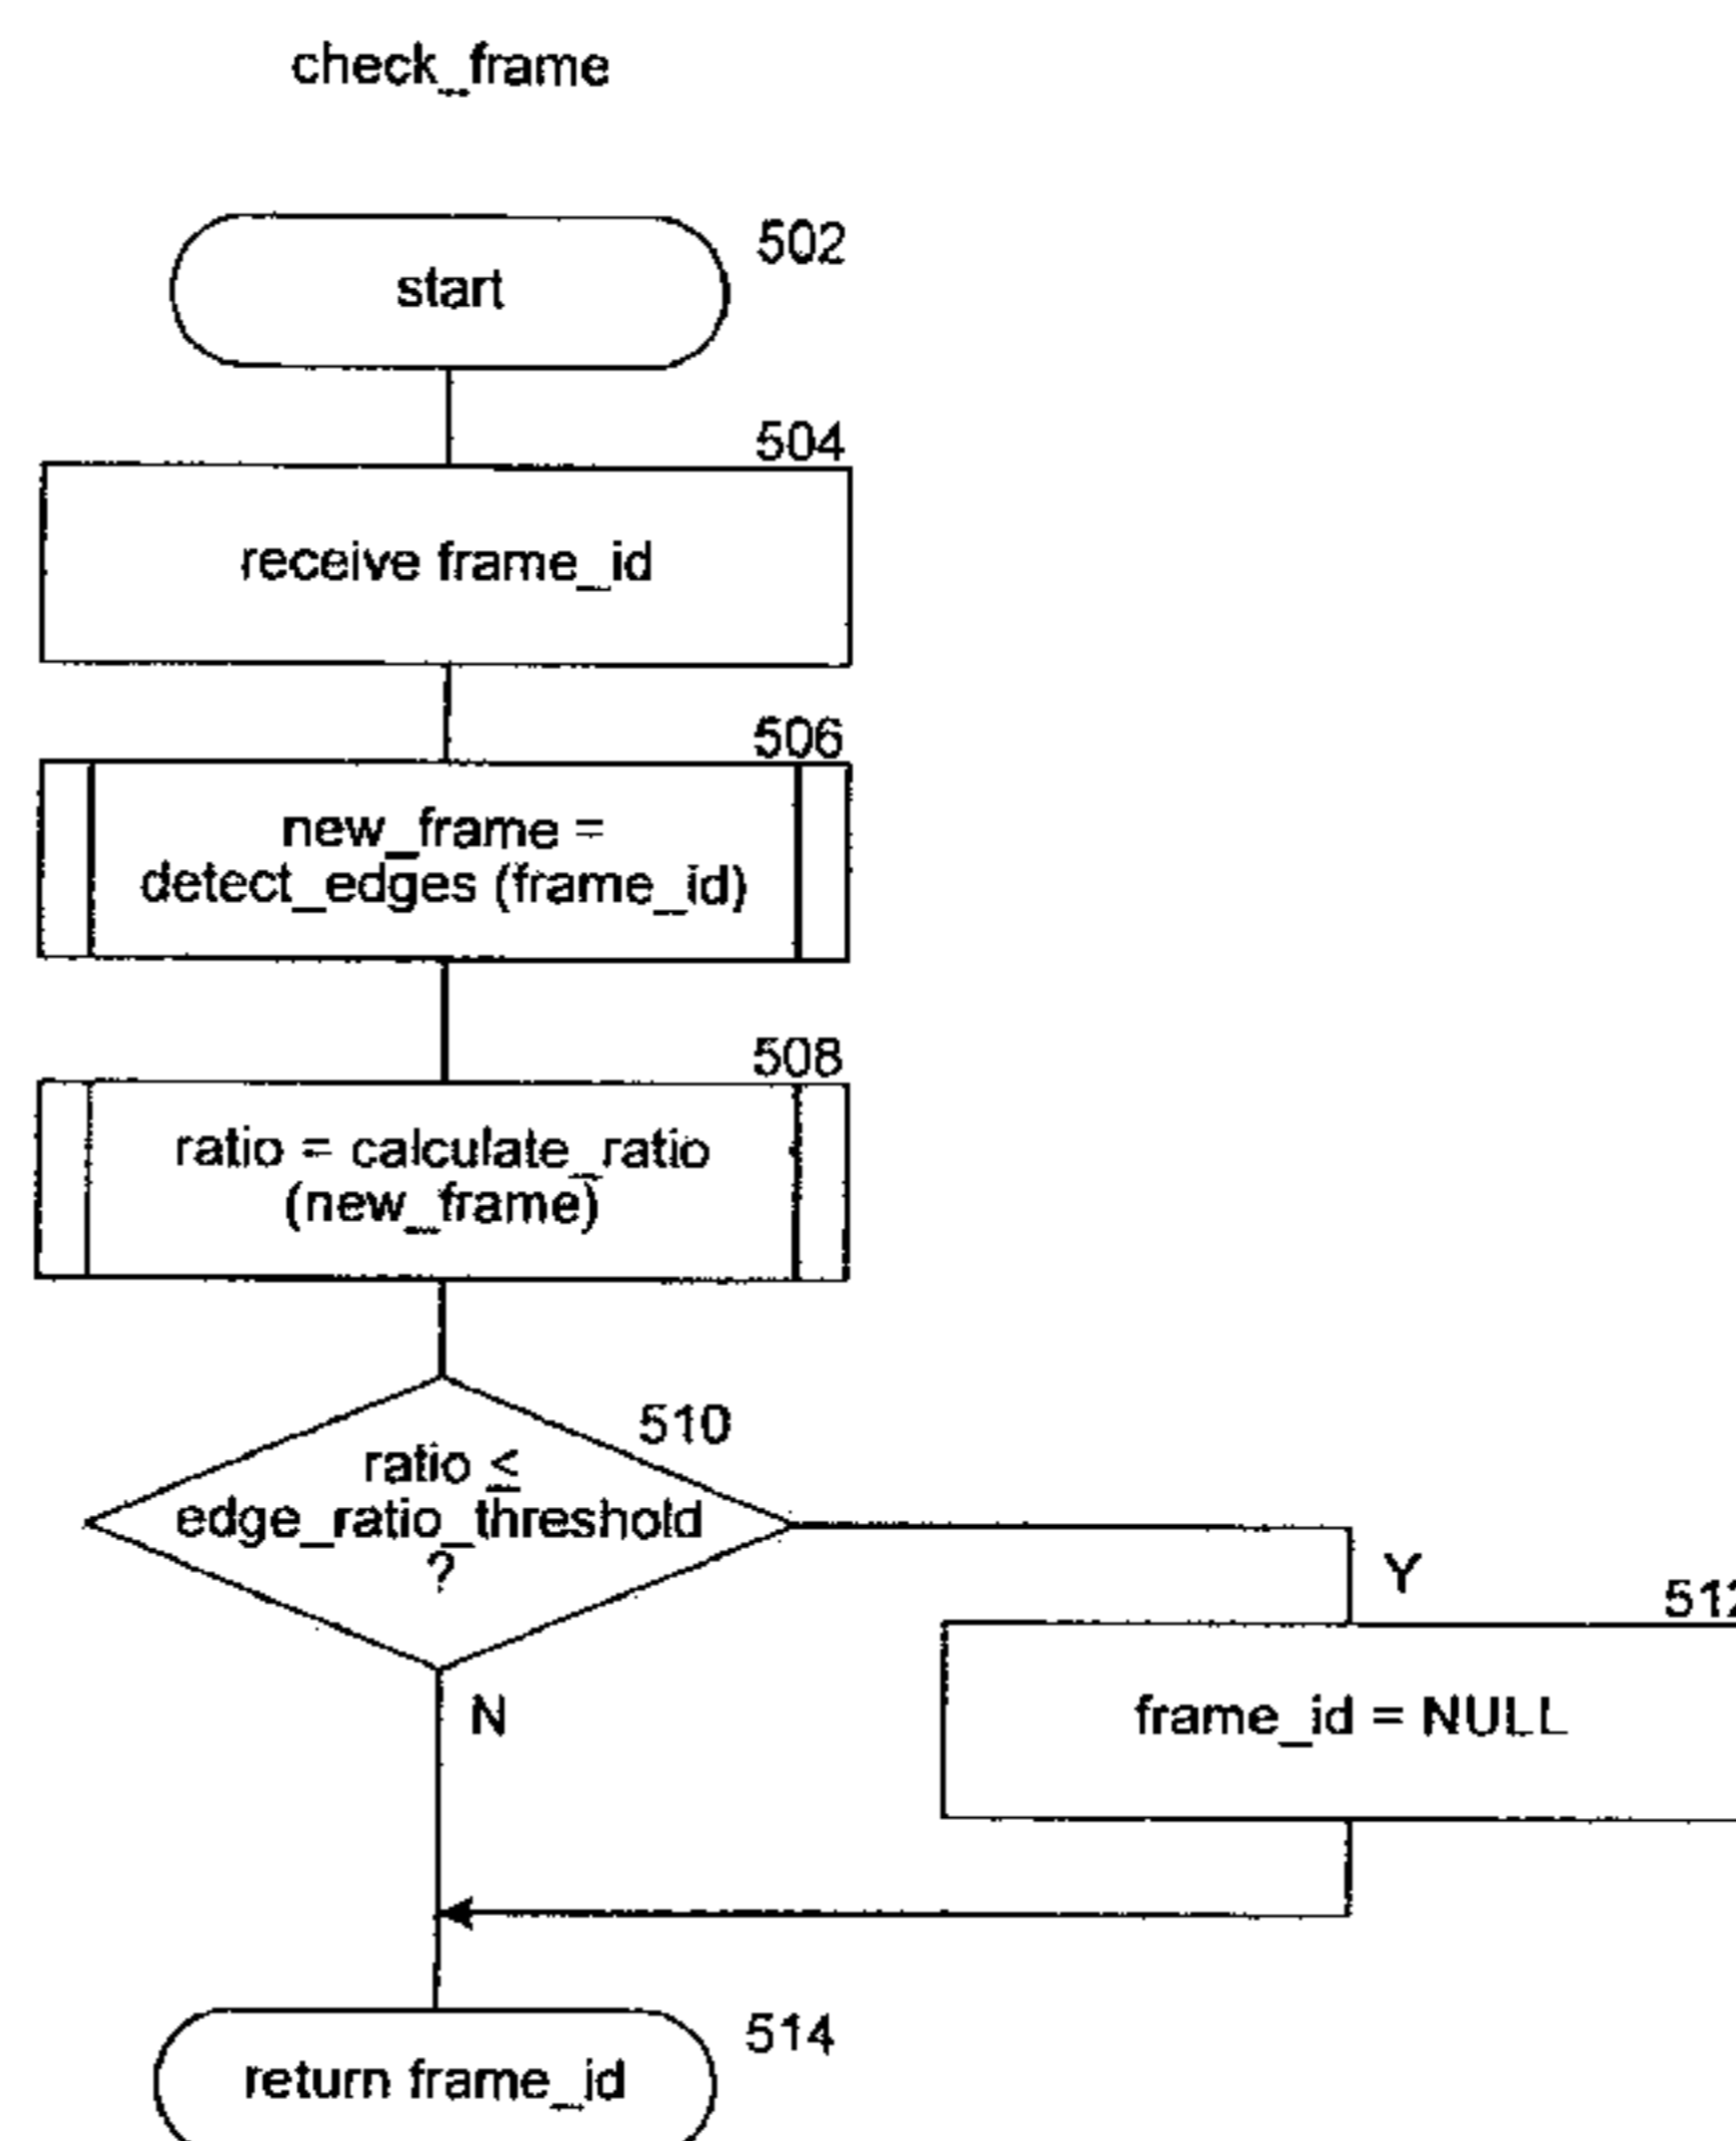 check_frame
502
start
504
receive frame_id
506
new_frame =
detect_edges (frame_id)
508
ratio = calculate_ratio
(new_frame)
510
ratio ≤
edge_ratio_threshold
?
Y
512
frame_id = NULL
N
514
return frame_id